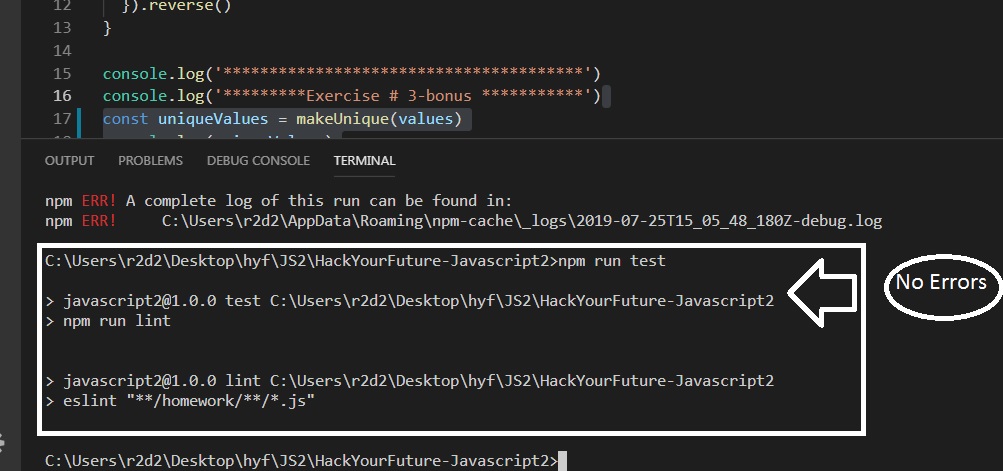 12 }).reverse()
13 }
14
15 console.log('***************************************')
16 console.log('*********Exercise # 3-bonus ***********')
17 const uniqueValues = makeUnique(values)
OUTPUT PROBLEMS DEBUG CONSOLE TERMINAL
npm ERR! A complete log of this run can be found in:
npm ERR! C:\Users\r2d2\AppData\Roaming\npm-cache\_logs\2019-07-25T15_05_48_180Z-debug.log
C:\Users\r2d2\Desktop\hyf\JS2\HackYourFuture-Javascript2>npm run test
> javascript2@1.0.0 test C:\Users\r2d2\Desktop\hyf\JS2\HackYourFuture-Javascript2
No Errors
> npm run lint
> javascript2@1.0.0 lint C:\Users\r2d2\Desktop\hyf\JS2\HackYourFuture-Javascript2
> eslint "**/homework/**/*.js"
C:\Users\r2d2\Desktop\hyf\JS2\HackYourFuture-Javascript2>